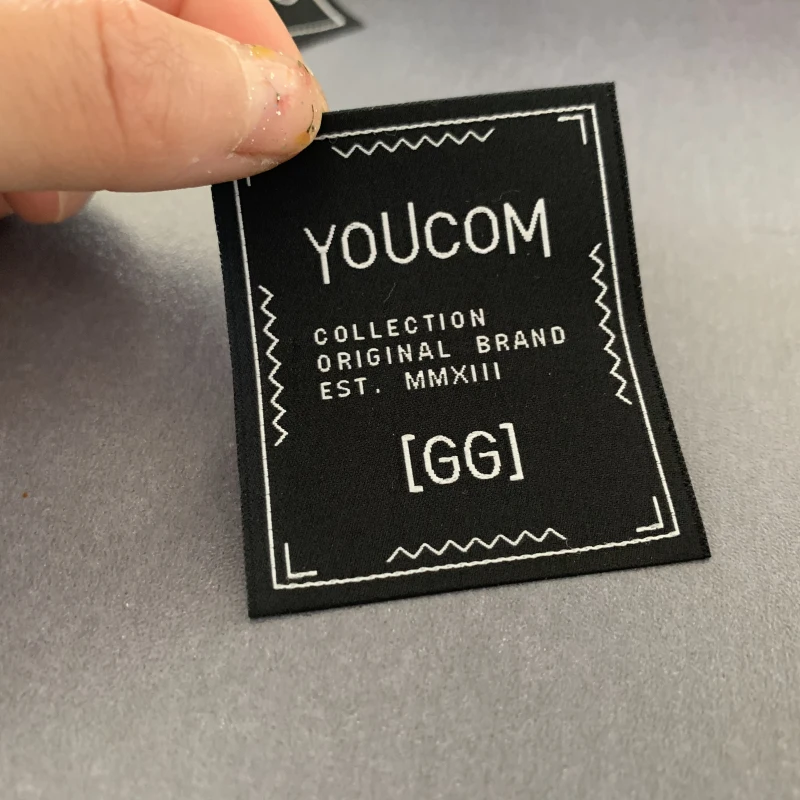 YOUCOM
COLLECTION
ORIGINAL BRAND
EST. MMXIII
[GG]